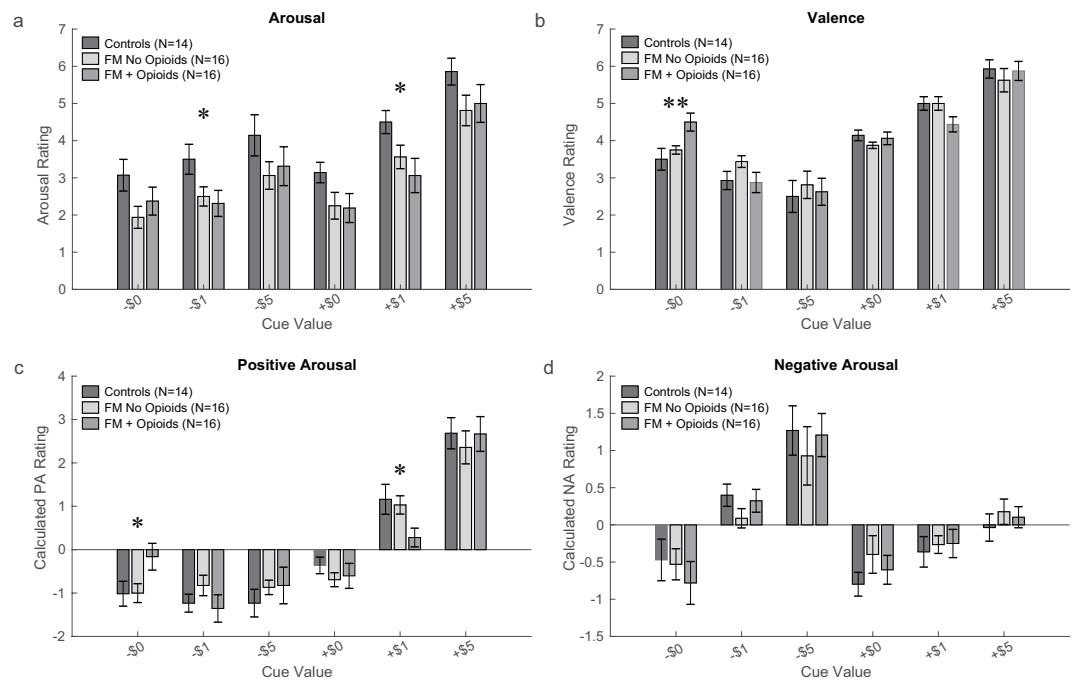 a
Arousal
7
6
5
4
3
2
1
0
Arousal Rating
Controls (N=14)
FM No Opioids (N=16)
FM + Opioids (N=16)
*
*
-$0
-$1
-$5
+$0
+$1
+$5
Cue Value
b
Valence
7
6
5
4
3
2
1
0
Valence Rating
Controls (N=14)
FM No Opioids (N=16)
FM + Opioids (N=16)
**
-$0
-$1
-$5
+$0
+$1
+$5
Cue Value
c
Positive Arousal
4
3
2
1
0
-1
-2
Calculated PA Rating
Controls (N=14)
FM No Opioids (N=16)
FM + Opioids (N=16)
*
*
-$0
-$1
-$5
+$0
+$1
+$5
Cue Value
d
Negative Arousal
2
1.5
1
0.5
0
-0.5
-1
-1.5
Calculated NA Rating
Controls (N=14)
FM No Opioids (N=16)
FM + Opioids (N=16)
-$0
-$1
-$5
+$0
+$1
+$5
Cue Value